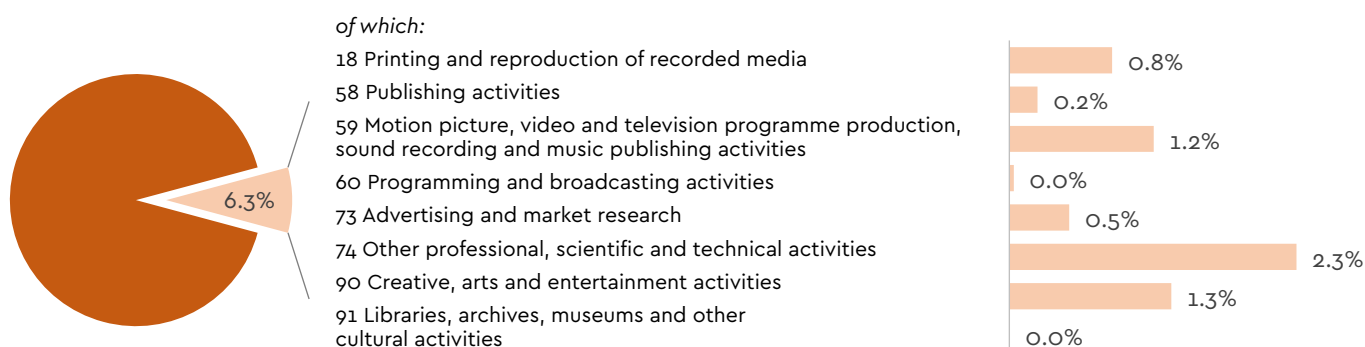 of which:
18 Printing and reproduction of recorded media
0.8%
58 Publishing activities
0.2%
59 Motion picture, video and television programme production,
sound recording and music publishing activities
1.2%
60 Programming and broadcasting activities
0.0%
6.3%
73 Advertising and market research
0.5%
74 Other professional, scientific and technical activities
2.3%
90 Creative, arts and entertainment activities
1.3%
91 Libraries, archives, museums and other
cultural activities
0.0%